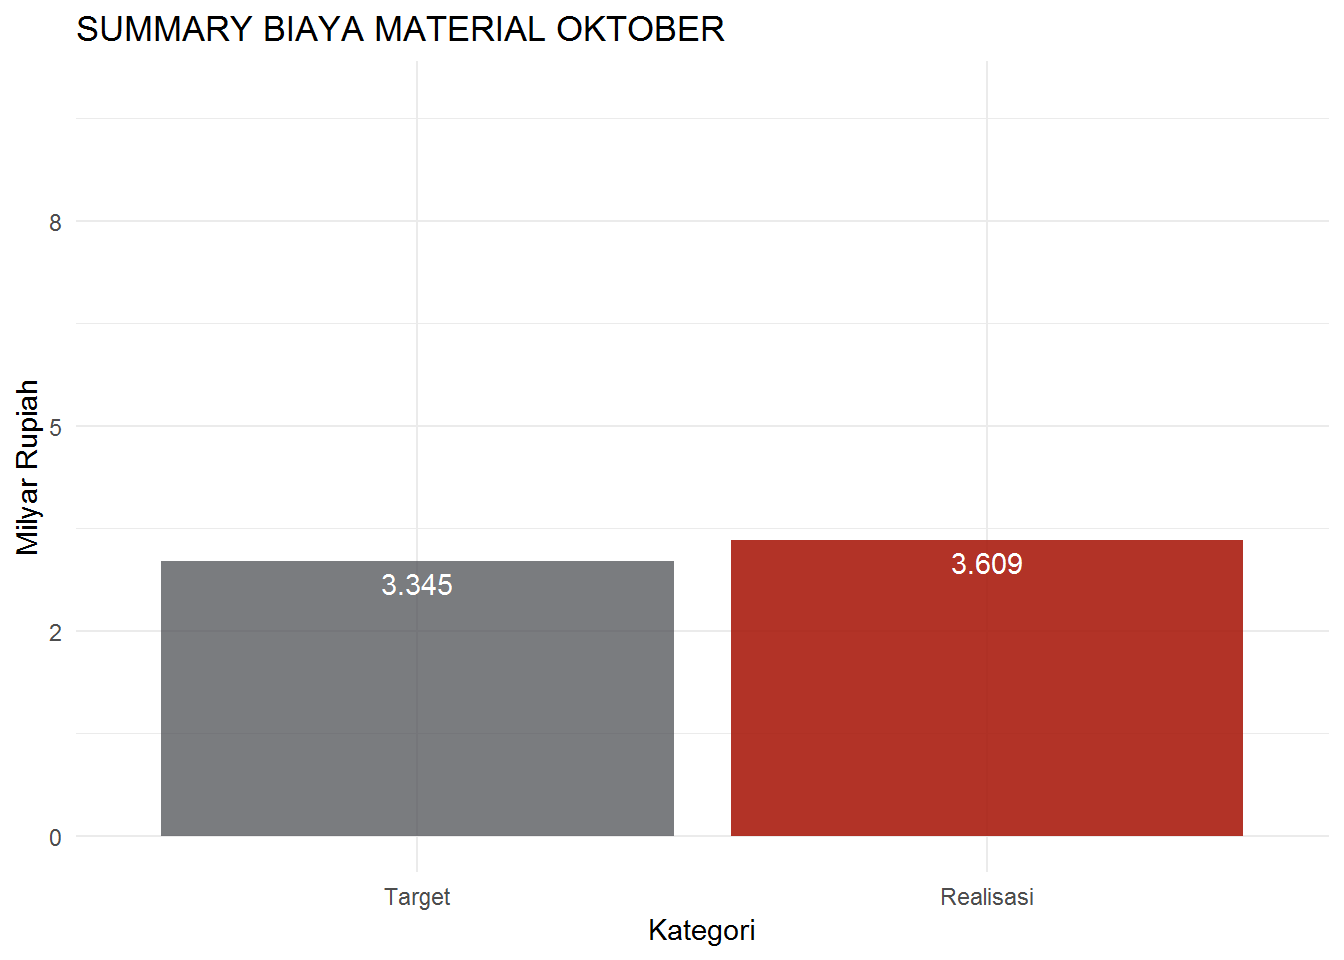 SUMMARY BIAYA MATERIAL OKTOBER
Milyar Rupiah
8
5
2
0
3.345
3.609
Target
Realisasi
Kategori